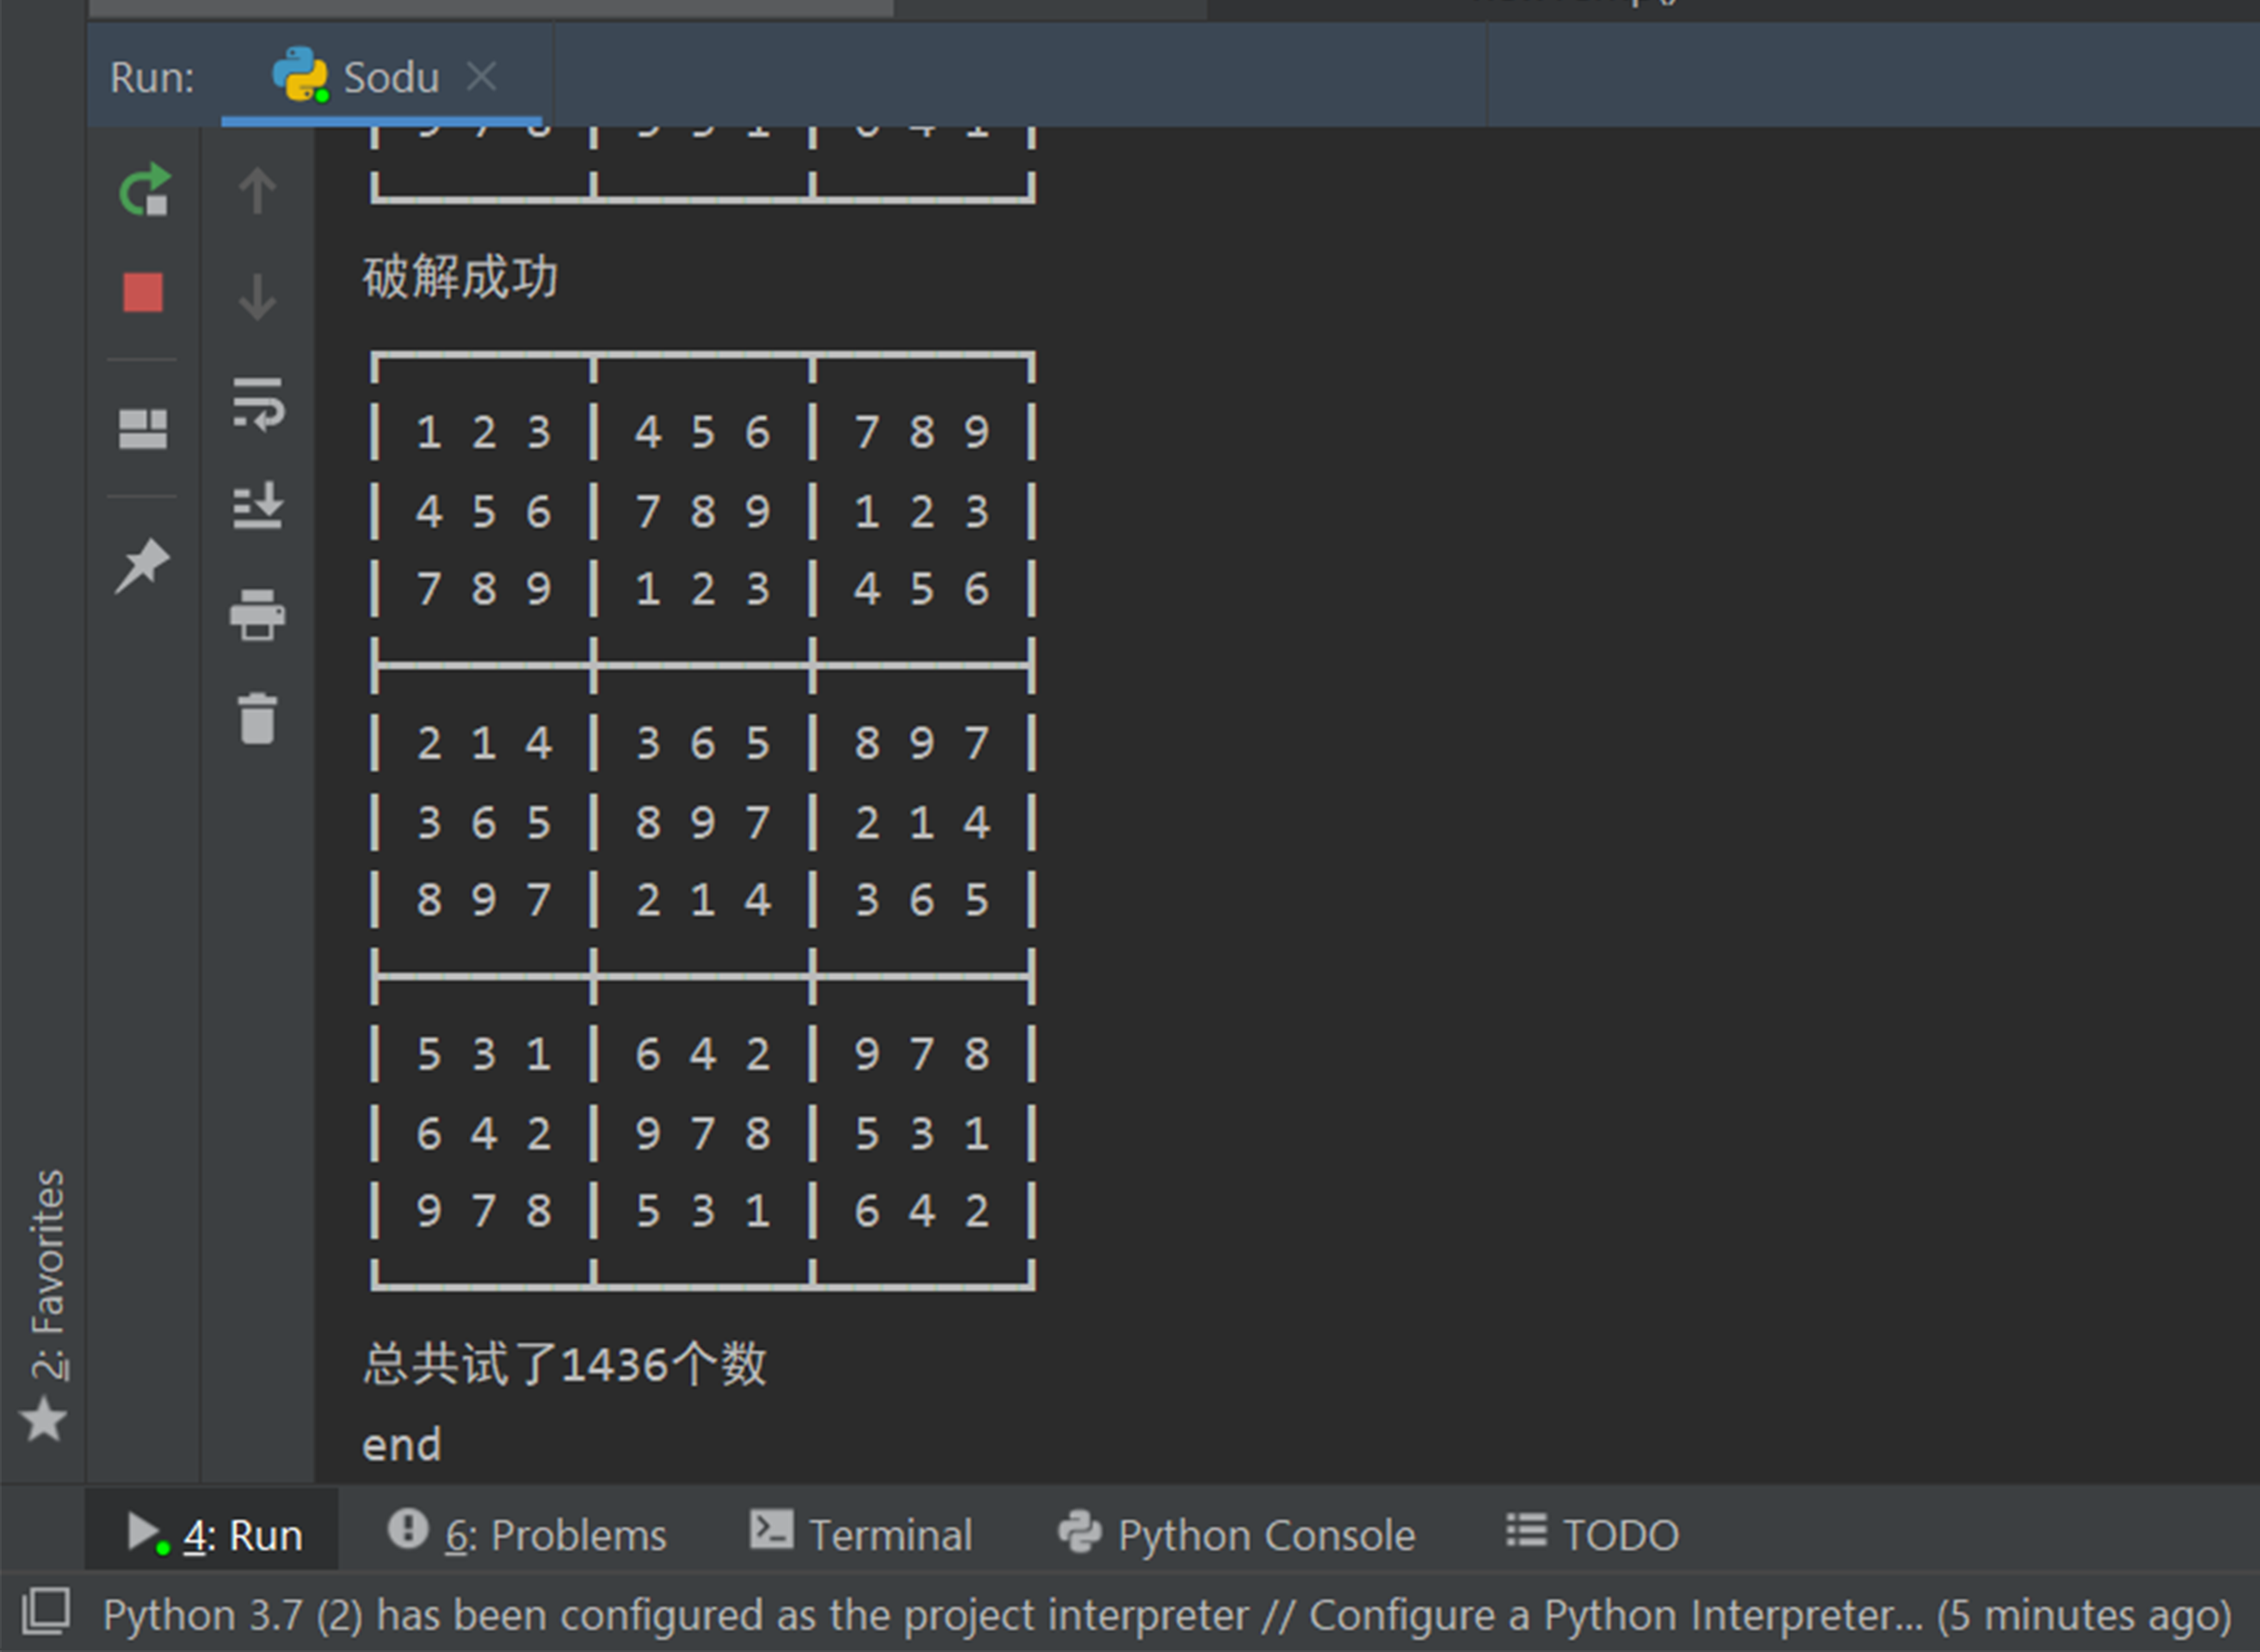 Run: Sodu
破解成功
1 2 3 4 5 6 7 8 9
4 5 6 7 8 9 1 2 3
7 8 9 1 2 3 4 5 6
2 1 4 3 6 5 8 9 7
3 6 5 8 9 7 2 1 4
8 9 7 2 1 4 3 6 5
5 3 1 6 4 2 9 7 8
6 4 2 9 7 8 5 3 1
9 7 8 5 3 1 6 4 2
总共试了1436个数
end
2: Favorites
4: Run 6: Problems Terminal Python Console TODO
Python 3.7 (2) has been configured as the project interpreter // Configure a Python Interpreter... (5 minutes ago)